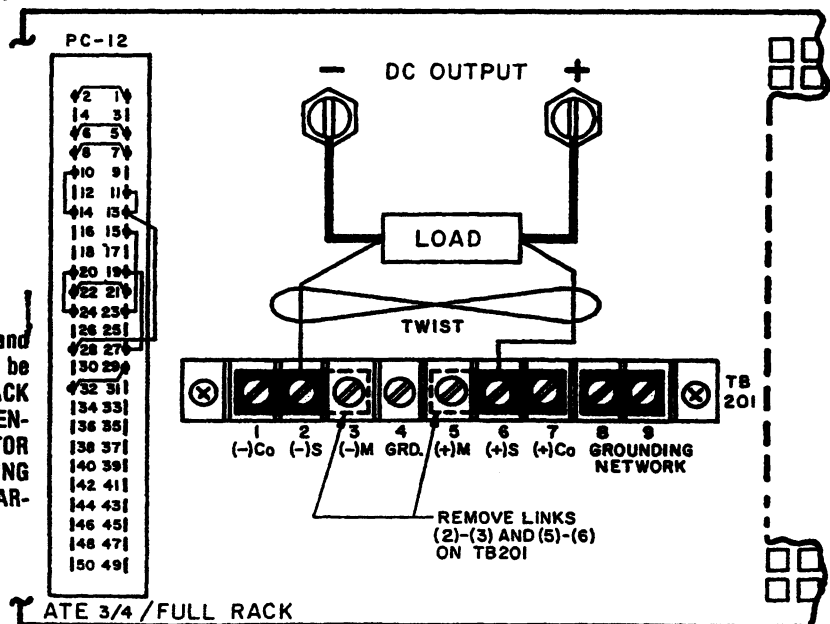 PC-12
2 1
4 3
6 5
8 7
10 9
12 11
14 13
16 15
18 17
20 19
22 21
24 23
26 25
28 27
30 29
32 31
34 33
36 35
38 37
40 39
42 41
44 43
46 45
48 47
50 49
and
be
ACK
EN-
TOR
ING
AR-
- DC OUTPUT +
LOAD
TWIST
TB
201
1 2 3 4 5 6 7 8 9
(-)Co (-)S (-)M GRD. (+)M (+)S (+)Co GROUNDING
NETWORK
REMOVE LINKS
(2)-(3) AND (5)-(6)
ON TB201
ATE 3/4 / FULL RACK